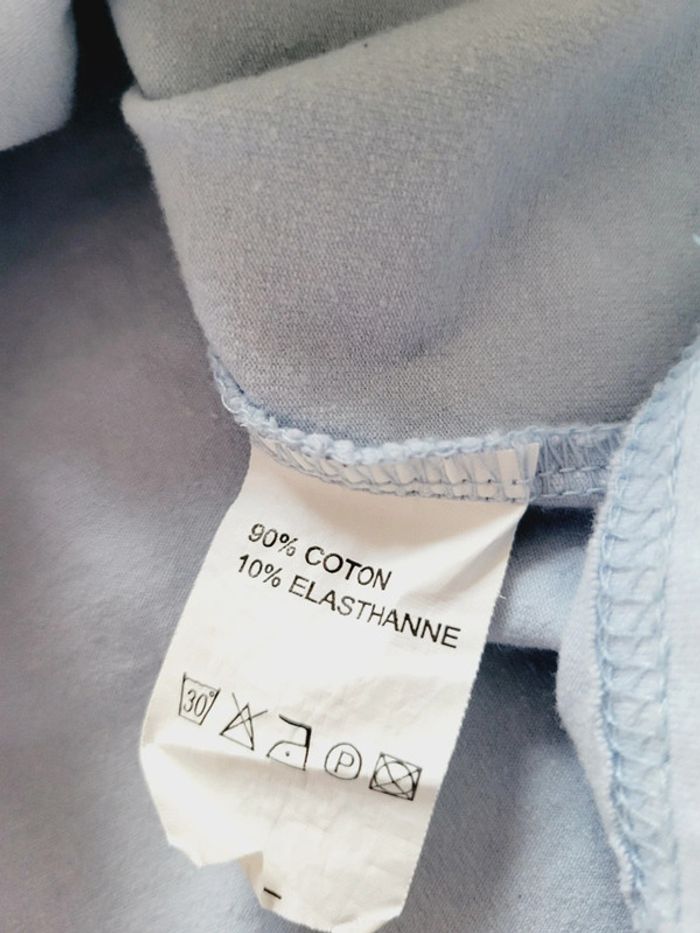 90% COTON
10% ELASTHANNE
30°
P